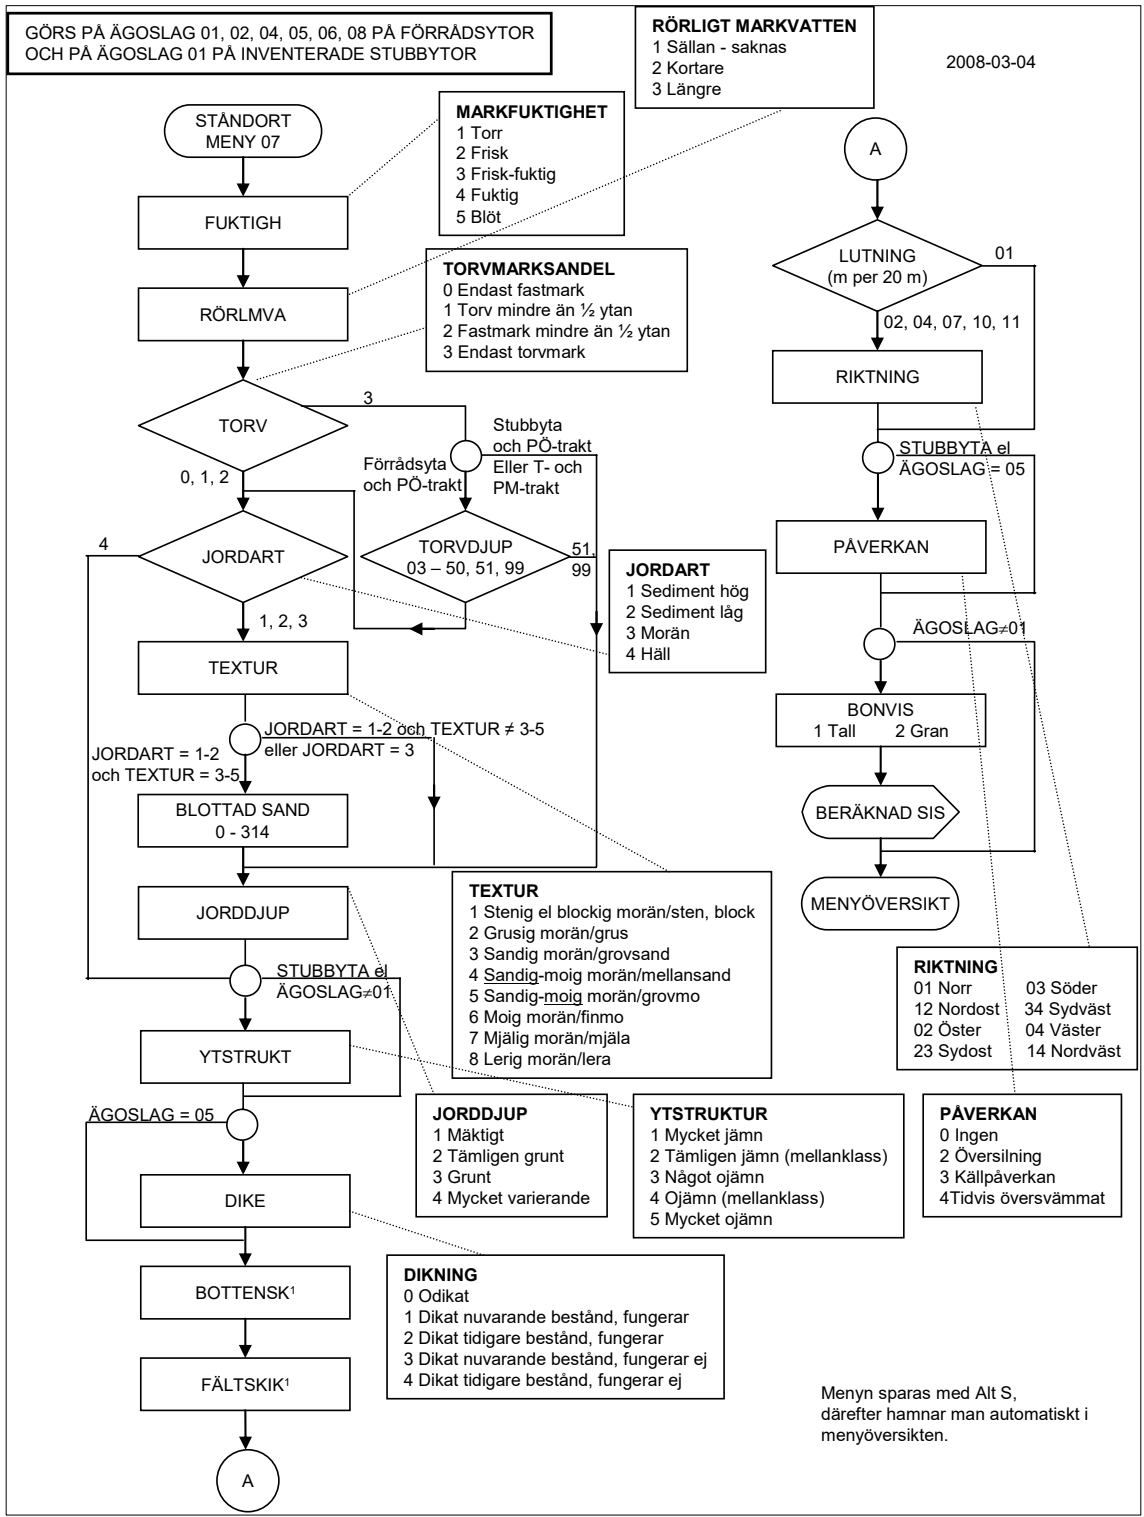 GÖRS PÅ ÄGOSLAG 01, 02, 04, 05, 06, 08 PÅ FÖRRÅDSYTOR
OCH PÅ ÄGOSLAG 01 PÅ INVENTERADE STUBBYTOR
RÖRLIGT MARKVATTEN
1 Sällan - saknas
2 Kortare
3 Längre
2008-03-04
STÅNDORT
MENY 07
MARKFUKTIGHET
1 Torr
2 Frisk
3 Frisk-fuktig
4 Fuktig
5 Blöt
FUKTIGH
TORVMARKSANDEL
0 Endast fastmark
1 Torv mindre än ½ ytan
2 Fastmark mindre än ½ ytan
3 Endast torvmark
RÖRLMVA
TORV
3
0, 1, 2
Förrådsyta
och PÖ-trakt
Stubbyta
och PÖ-trakt
Eller T- och
PM-trakt
JORDART
4
1, 2, 3
TORVDJUP
03 – 50, 51, 99
51,
99
JORDART
1 Sediment hög
2 Sediment låg
3 Morän
4 Häll
TEXTUR
JORDART = 1-2 och TEXTUR ≠ 3-5
eller JORDART = 3
JORDART = 1-2
och TEXTUR = 3-5
BLOTTAD SAND
0 - 314
TEXTUR
1 Stenig el blockig morän/sten, block
2 Grusig morän/grus
3 Sandig morän/grovsand
4 Sandig-moig morän/mellansand
5 Sandig-moig morän/grovmo
6 Moig morän/finmo
7 Mjälig morän/mjäla
8 Lerig morän/lera
JORDDJUP
STUBBYTA el
ÄGOSLAG≠01
YTSTRUKT
ÄGOSLAG = 05
JORDDJUP
1 Mäktigt
2 Tämligen grunt
3 Grunt
4 Mycket varierande
YTSTRUKTUR
1 Mycket jämn
2 Tämligen jämn (mellanklass)
3 Något ojämn
4 Ojämn (mellanklass)
5 Mycket ojämn
DIKE
DIKNING
0 Odikat
1 Dikat nuvarande bestånd, fungerar
2 Dikat tidigare bestånd, fungerar
3 Dikat nuvarande bestånd, fungerar ej
4 Dikat tidigare bestånd, fungerar ej
BOTTENSK¹
FÄLTSKIK¹
A
A
LUTNING
(m per 20 m)
01
02, 04, 07, 10, 11
RIKTNING
STUBBYTA el
ÄGOSLAG = 05
PÅVERKAN
ÄGOSLAG≠01
BONVIS
1 Tall 2 Gran
BERÄKNAD SIS
MENYÖVERSIKT
RIKTNING
01 Norr 03 Söder
12 Nordost 34 Sydväst
02 Öster 04 Väster
23 Sydost 14 Nordväst
PÅVERKAN
0 Ingen
2 Översilning
3 Källpåverkan
4Tidvis översvämmat
Menyn sparas med Alt S,
därefter hamnar man automatiskt i
menyöversikten.